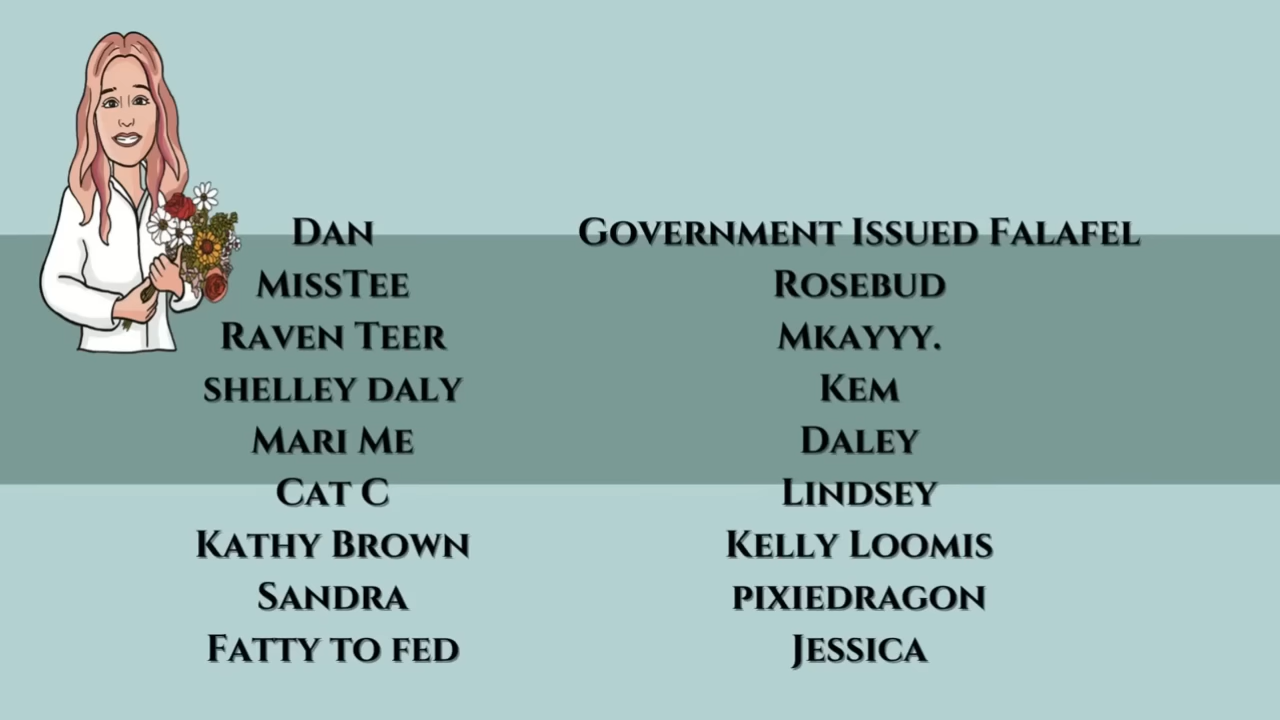 Dan
MissTee
Raven Teer
shelley daly
Mari Me
Cat C
Kathy Brown
Sandra
Fatty to fed
Government Issued Falafel
Rosebud
Mkayyy.
Kem
Daley
Lindsey
Kelly Loomis
pixiedragon
Jessica